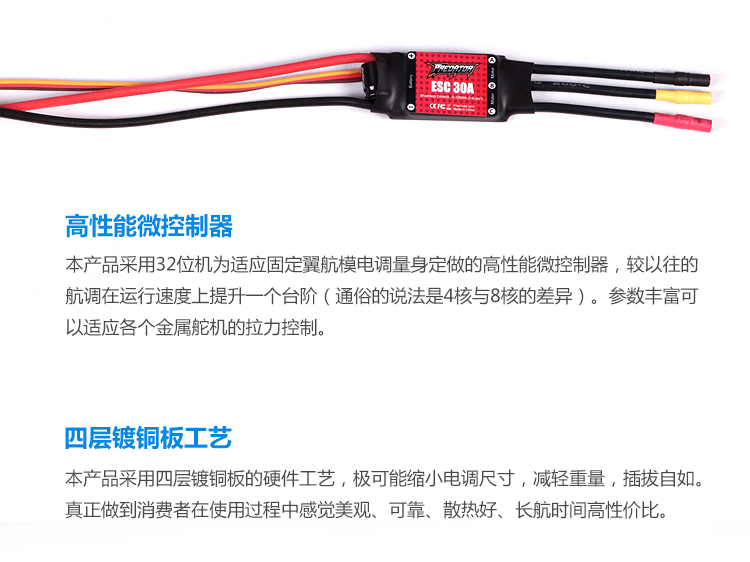 Battery
PREDATOR
ESC 30A
A
Motor
B
Motor
C
高性能微控制器
本产品采用32位机为适应固定翼航模电调量身定做的高性能微控制器，较以往的
航调在运行速度上提升一个台阶（通俗的说法是4核与8核的差异）。参数丰富可
以适应各个金属舵机的拉力控制。
四层镀铜板工艺
本产品采用四层镀铜板的硬件工艺，极可能缩小电调尺寸，减轻重量，插拔自如。
真正做到消费者在使用过程中感觉美观、可靠、散热好、长航时间高性价比。